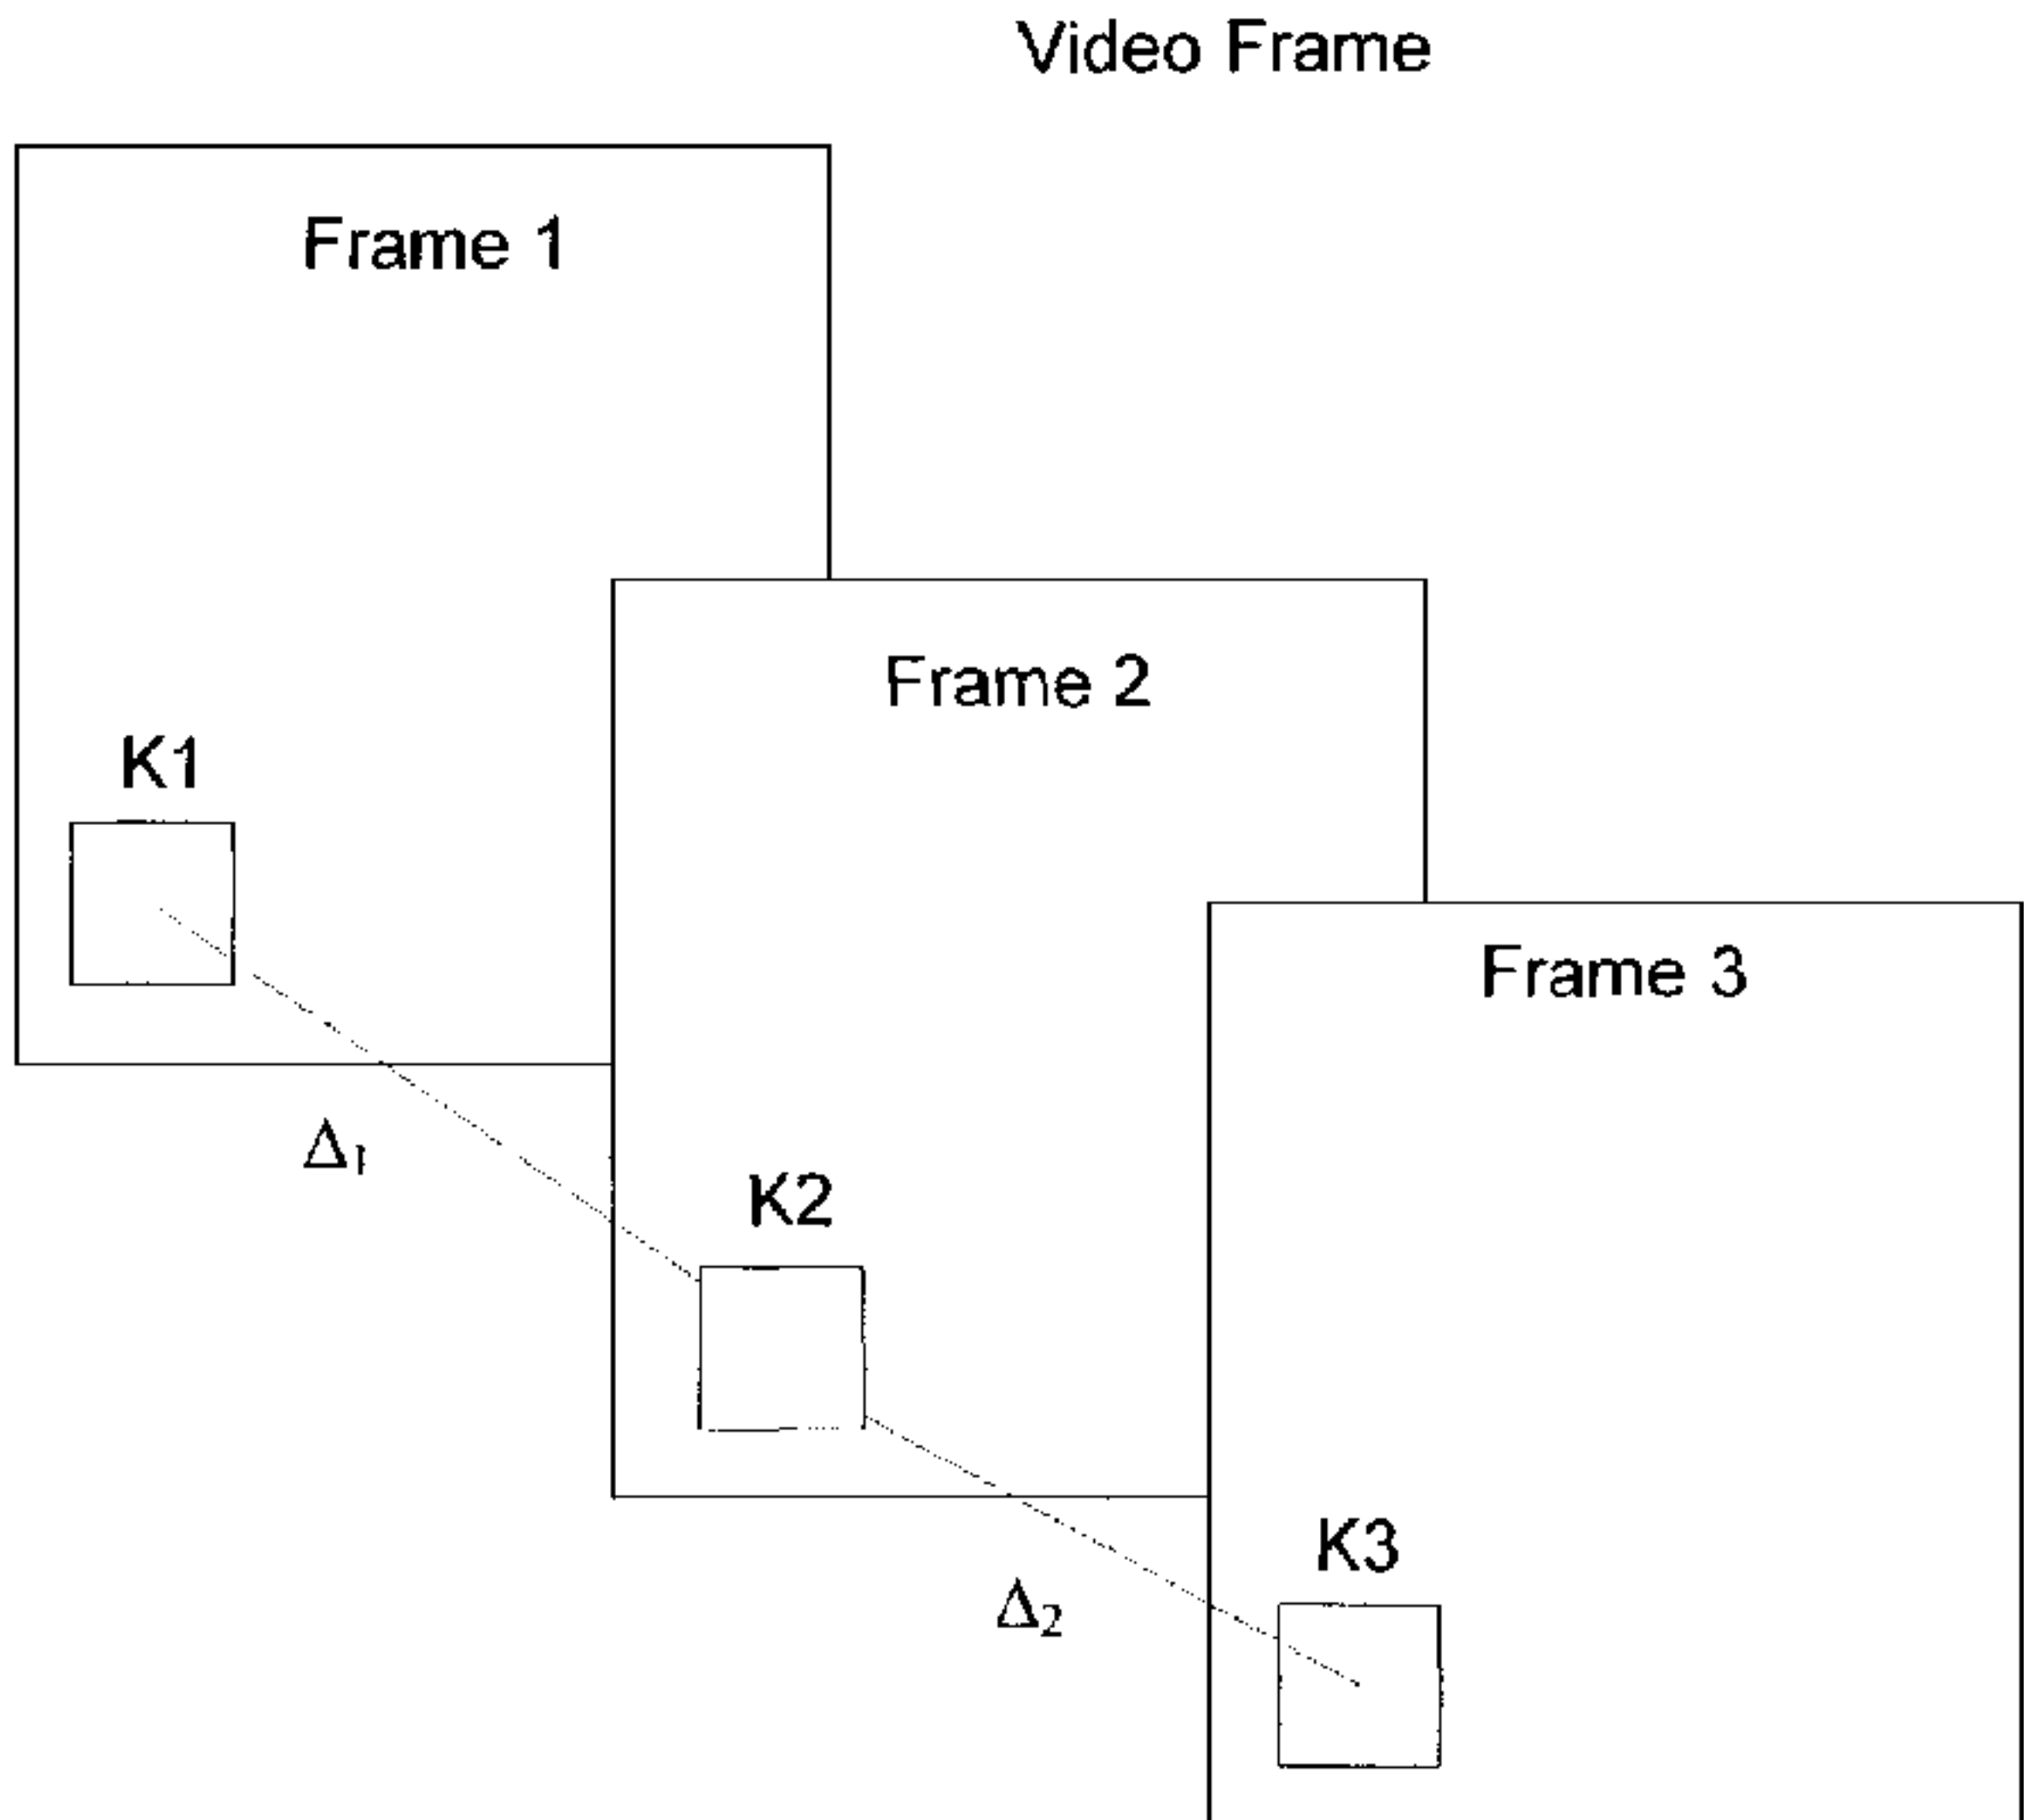 Video Frame
Frame 1
Frame 2
K1
Frame 3
Δ₁
K2
K3
Δ₂